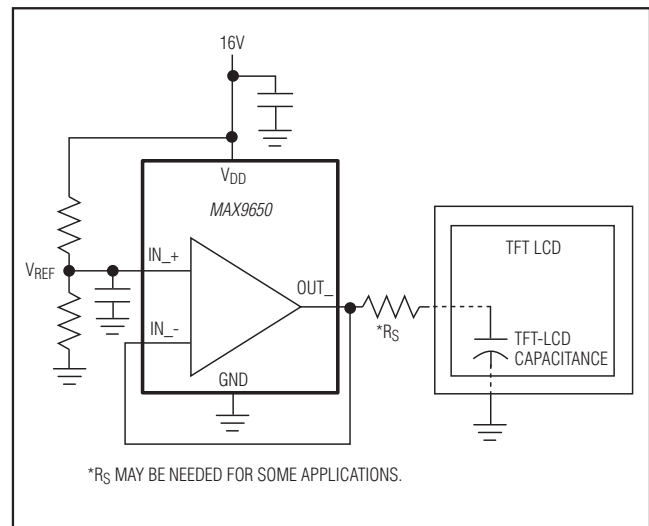 16V
VDD
MAX9650
IN_+
VREF
OUT_
IN_-
*RS
GND
TFT LCD
TFT-LCD
CAPACITANCE
*RS MAY BE NEEDED FOR SOME APPLICATIONS.